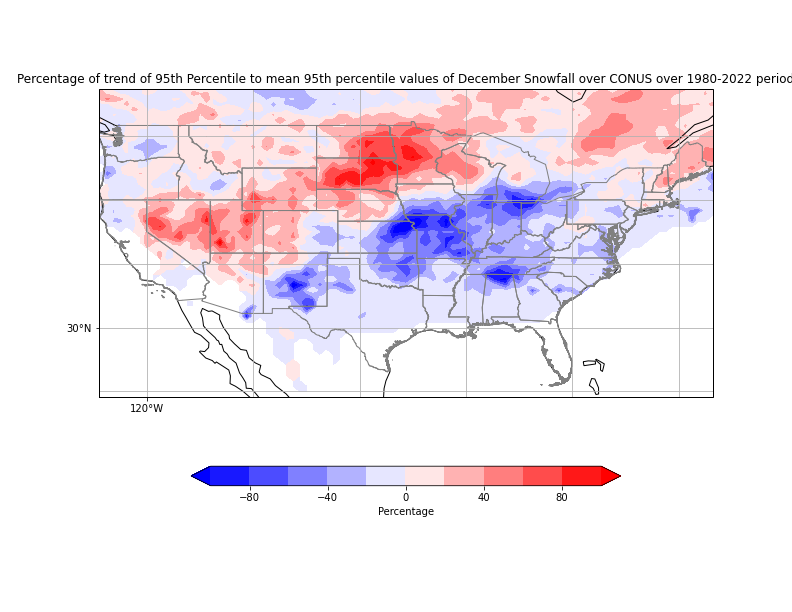 Percentage of trend of 95th Percentile to mean 95th percentile values of December Snowfall over CONUS over 1980-2022 period
30°N
120°W
−80 −40 0 40 80
Percentage